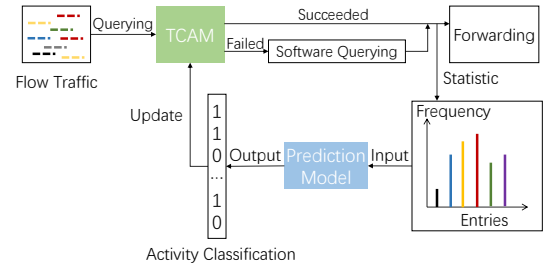 Querying
TCAM
Succeeded
Failed
Software Querying
Forwarding
Flow Traffic
Statistic
Update
Frequency
1
1
0
...
1
0
Output
Prediction
Model
Input
Entries
Activity Classification